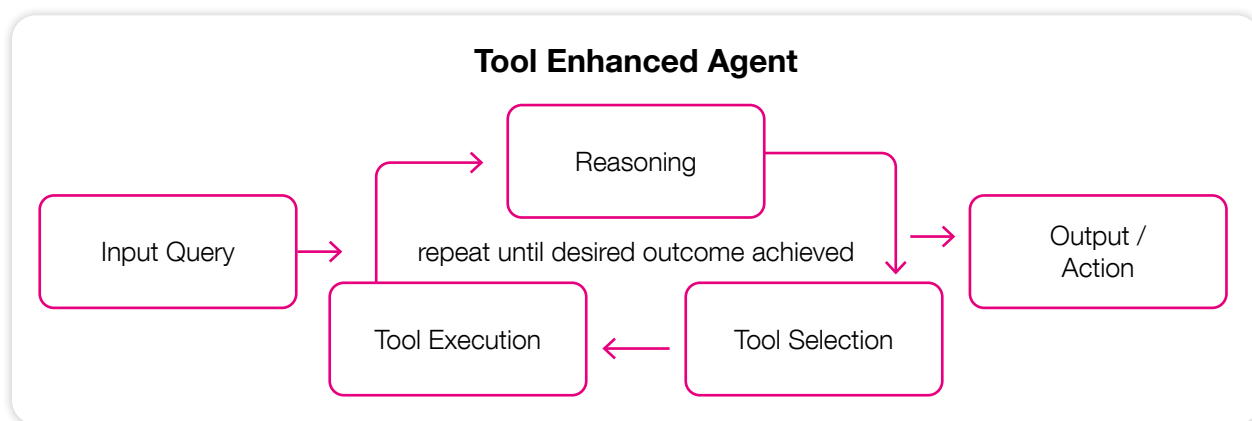 Tool Enhanced Agent
Reasoning
Input Query
repeat until desired outcome achieved
Output /
Action
Tool Execution
Tool Selection